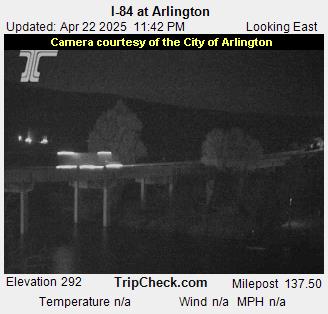 I-84 at Arlington
Updated: Apr 22 2025 11:42 PM Looking East
Camera courtesy of the City of Arlington
Elevation 292 TripCheck.com Milepost 137.50
Temperature n/a Wind n/a MPH n/a